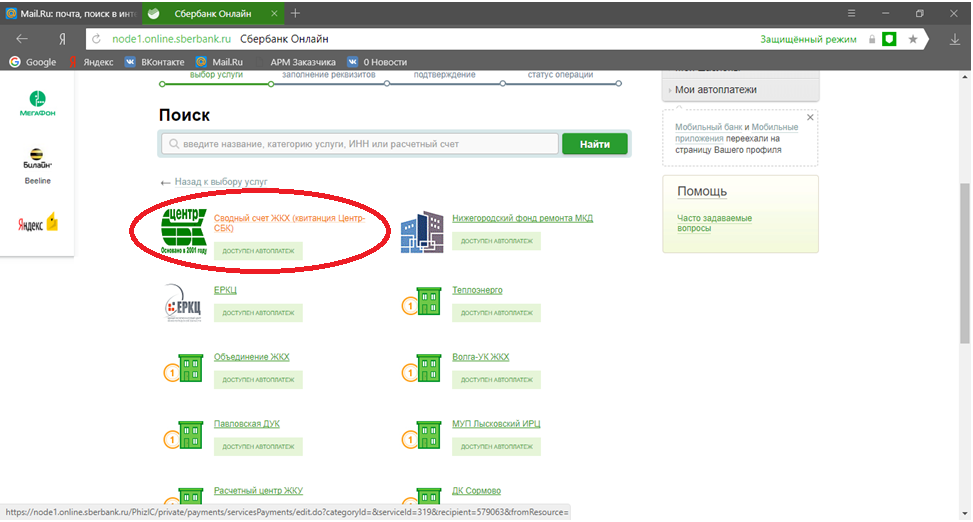 Mail.Ru: почта, поиск в инте
Сбербанк Онлайн
Я
node1.online.sberbank.ru Сбербанк Онлайн
Защищённый режим
Google
Яндекс
ВКонтакте
Mail.Ru
АРМ Заказчика
0 Новости
выбор услуги
заполнение реквизитов
подтверждение
статус операции
МЕГАФОН
Билайн
Beeline
Яндекс
Мои автоплатежи
Мобильный банк и Мобильные
приложения переехали на
страницу Вашего профиля
Помощь
Часто задаваемые
вопросы
Поиск
введите название, категорию услуги, ИНН или расчетный счет
Найти
← Назад к выбору услуг
ЦЕНТР
СБК
Основано в 2001 году
Сводный счет ЖКХ (квитанция Центр-
СБК)
ДОСТУПЕН АВТОПЛАТЕЖ
Нижегородский фонд ремонта МКД
ДОСТУПЕН АВТОПЛАТЕЖ
ЕРКЦ
ЕРКЦ
ДОСТУПЕН АВТОПЛАТЕЖ
1
Теплоэнерго
ДОСТУПЕН АВТОПЛАТЕЖ
1
Объединение ЖКХ
ДОСТУПЕН АВТОПЛАТЕЖ
1
Волга-УК ЖКХ
ДОСТУПЕН АВТОПЛАТЕЖ
1
Павловская ДУК
ДОСТУПЕН АВТОПЛАТЕЖ
1
МУП Лысковский ИРЦ
ДОСТУПЕН АВТОПЛАТЕЖ
Расчетный центр ЖКУ
ДК Сормово
https://node1.online.sberbank.ru/PhizIC/private/payments/servicesPayments/edit.do?categoryId=&serviceId=319&recipient=579063&fromResource=